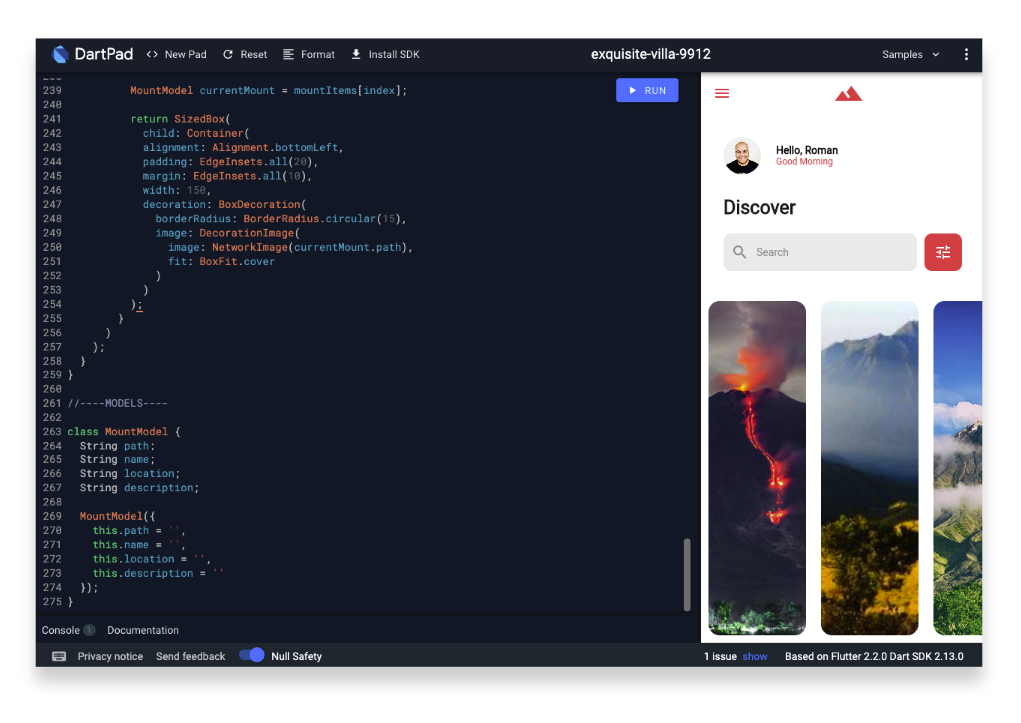 DartPad <> New Pad Reset Format Install SDK exquisite-villa-9912 Samples
239 MountModel currentMount = mountItems[index];
RUN
240
241 return SizedBox(
242 child: Container(
243 alignment: Alignment.bottomLeft,
244 padding: EdgeInsets.all(20),
245 margin: EdgeInsets.all(10),
246 width: 150,
247 decoration: BoxDecoration(
248 borderRadius: BorderRadius.circular(15),
249 image: DecorationImage(
250 image: NetworkImage(currentMount.path),
251 fit: BoxFit.cover
252 )
253 )
254 );
255 }
256 )
257 );
258 }
259 }
260
261 //----MODELS----
262
263 class MountModel {
264 String path;
265 String name;
266 String location;
267 String description;
268
269 MountModel({
270 this.path = '',
271 this.name = '',
272 this.location = '',
273 this.description = ''
274 });
275 }
Hello, Roman
Good Morning
Discover
Search
Console 1 Documentation
Privacy notice Send feedback Null Safety 1 issue show Based on Flutter 2.2.0 Dart SDK 2.13.0